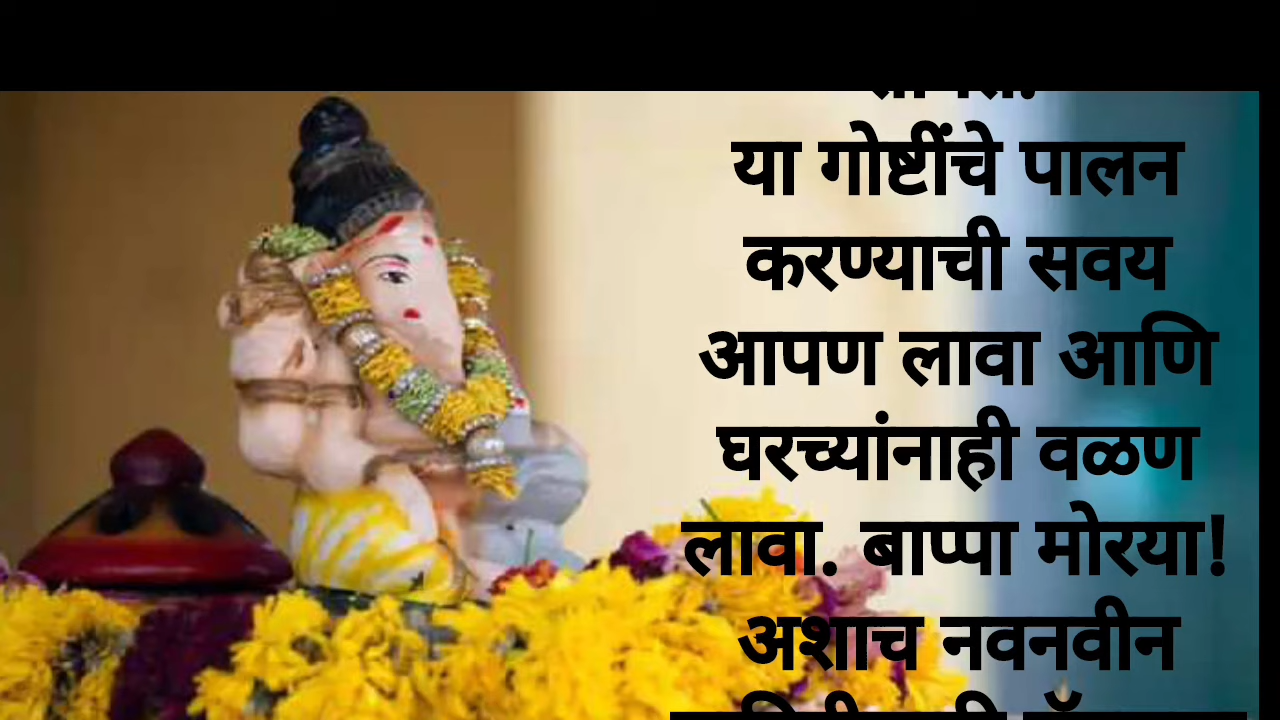 या गोष्टींचे पालन
करण्याची सवय
आपण लावा आणि
घरच्यांनाही वळण
लावा. बाप्पा मोरया!
अशाच नवनवीन